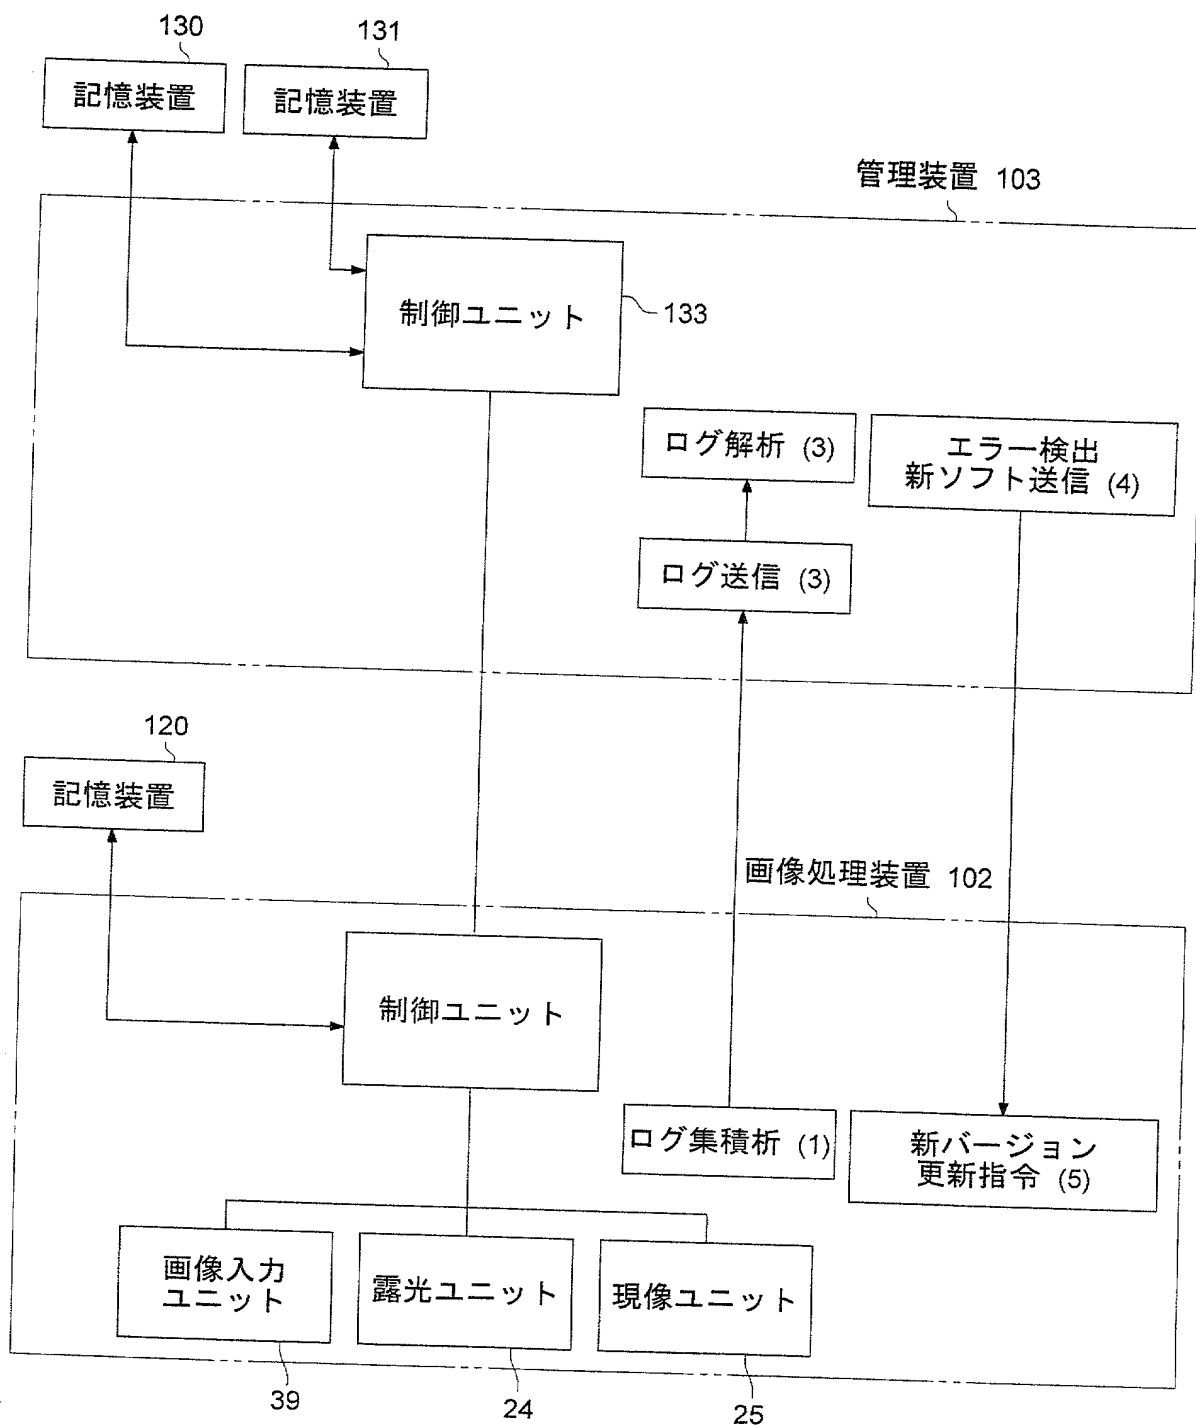 130
131
記憶装置
記憶装置
管理装置 103
制御ユニット
133
ログ解析 (3)
エラー検出
新ソフト送信 (4)
ログ送信 (3)
120
記憶装置
画像処理装置 102
制御ユニット
ログ集積析 (1)
新バージョン
更新指令 (5)
画像入力
ユニット
露光ユニット
現像ユニット
39
24
25